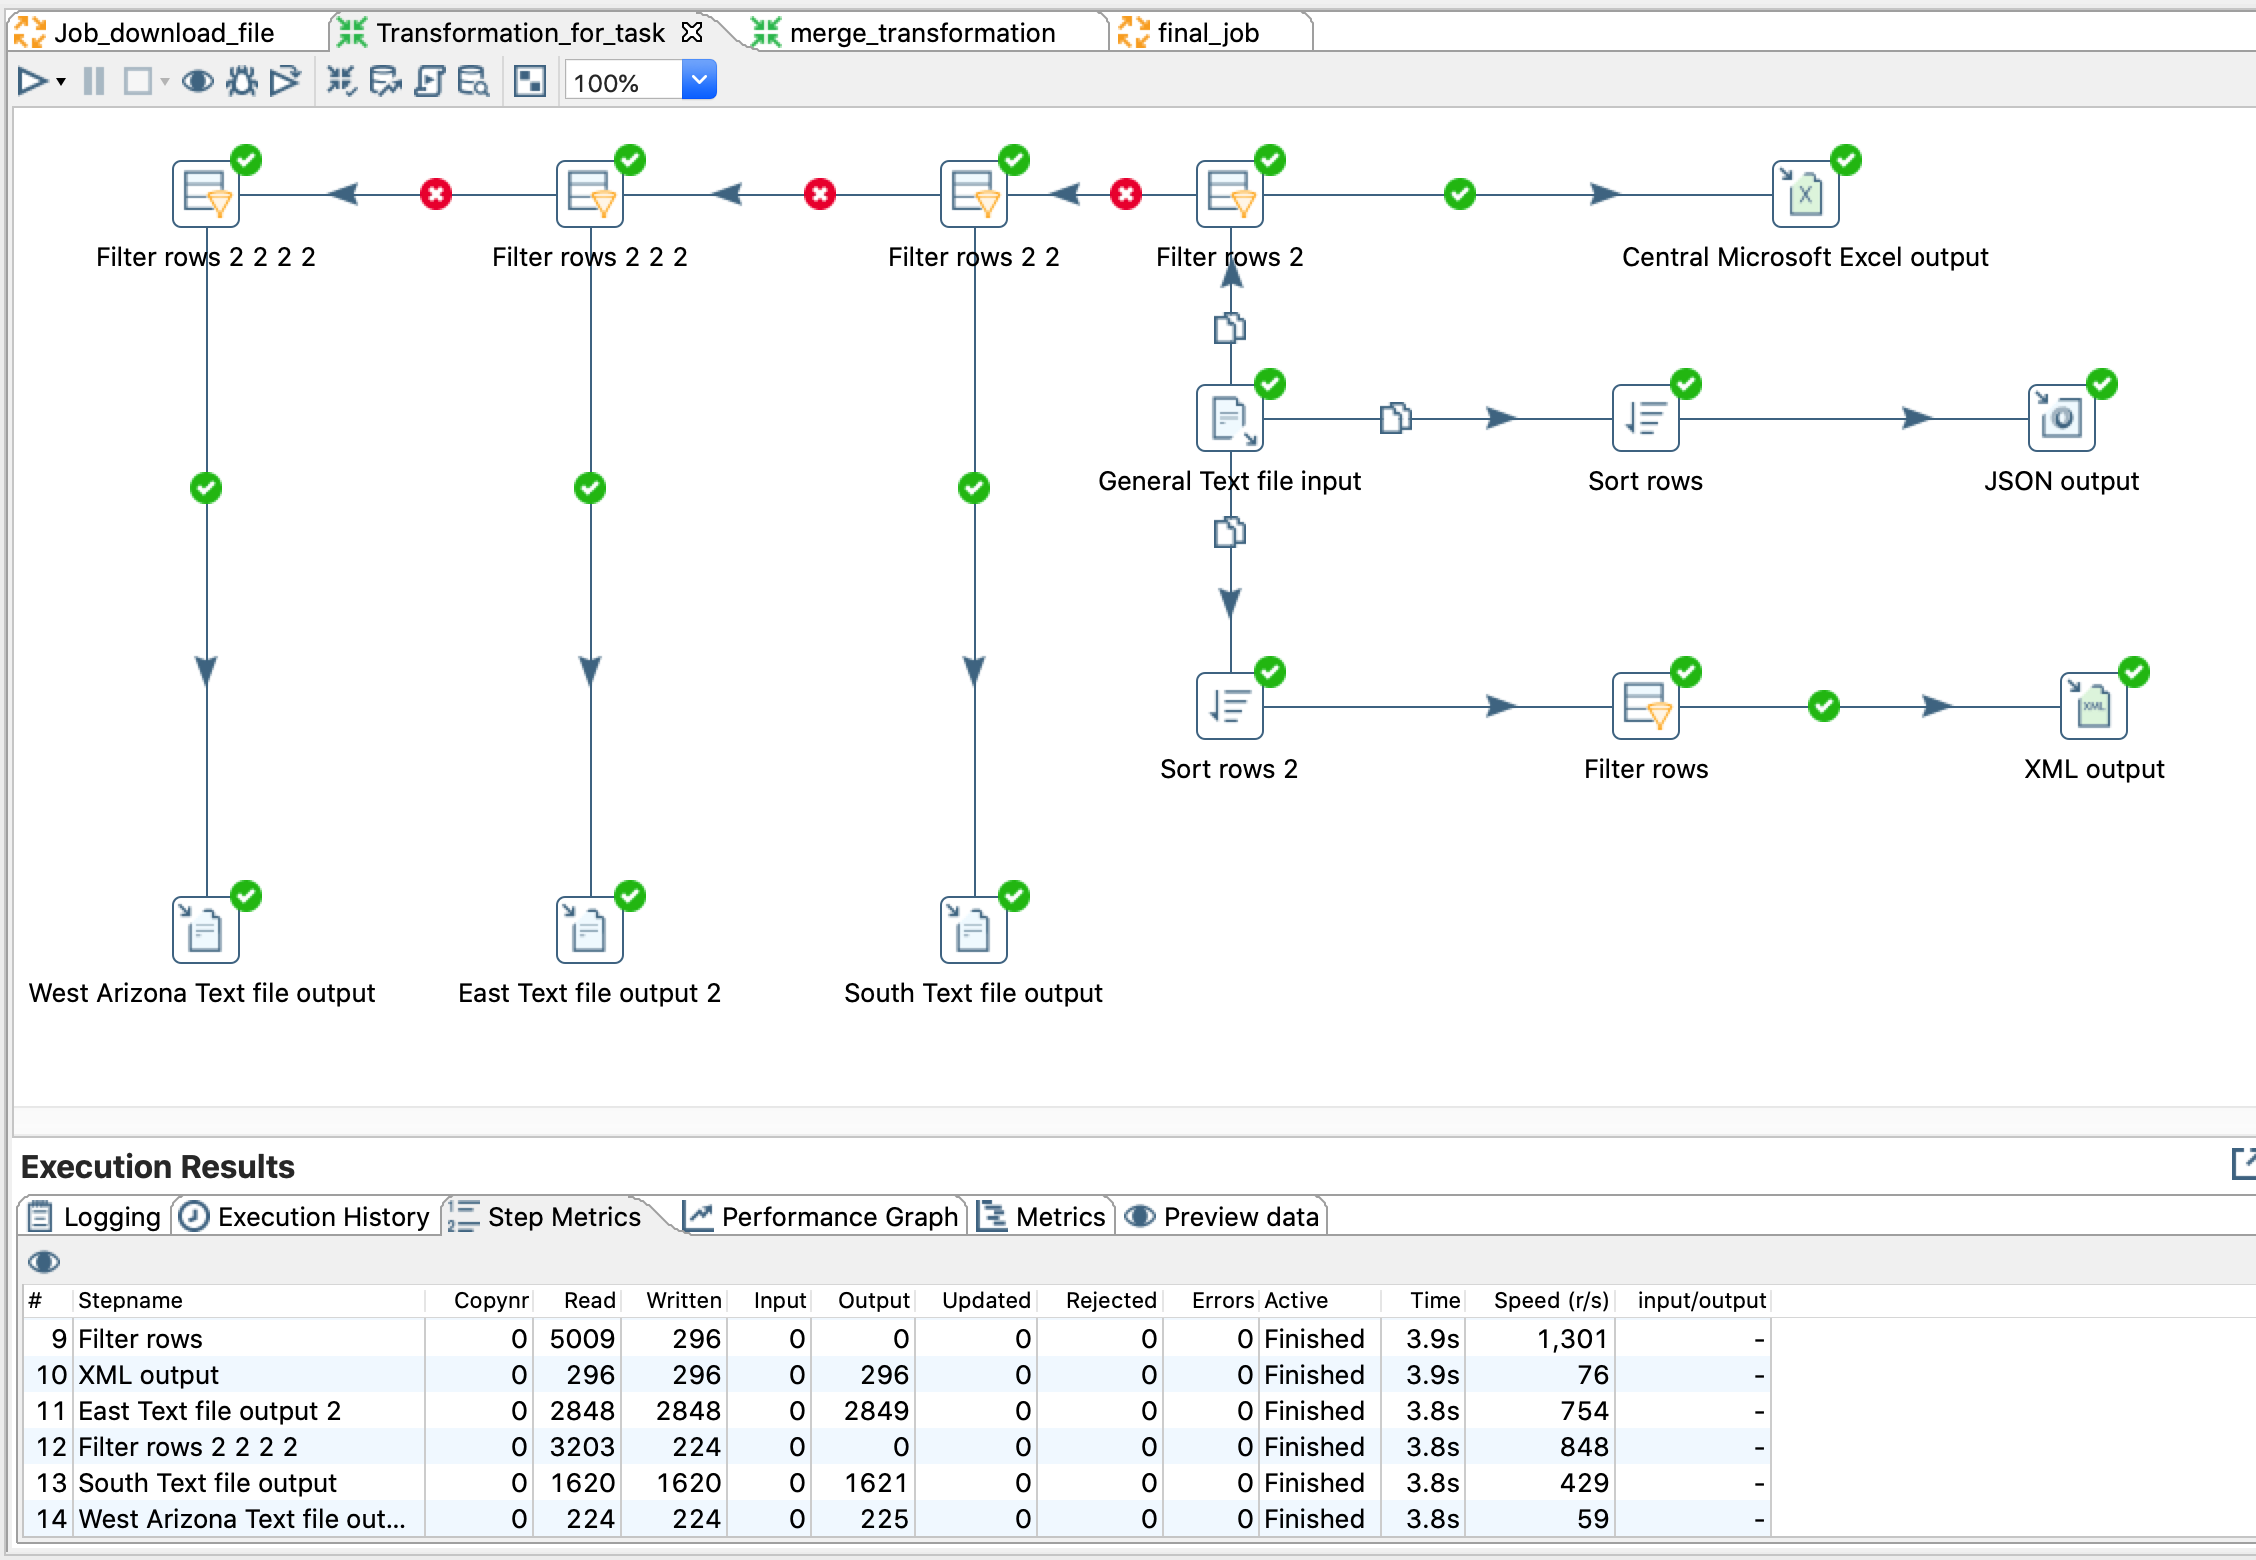 Job_download_file Transformation_for_task merge_transformation final_job
100%
Filter rows 2 2 2 2 Filter rows 2 2 2 Filter rows 2 2 Filter rows 2 Central Microsoft Excel output
X
General Text file input Sort rows JSON output
Sort rows 2 Filter rows XML output
XML
West Arizona Text file output East Text file output 2 South Text file output
Execution Results
Logging Execution History Step Metrics Performance Graph Metrics Preview data
# Stepname Copynr Read Written Input Output Updated Rejected Errors Active Time Speed (r/s) input/output
9 Filter rows 0 5009 296 0 0 0 0 0 Finished 3.9s 1,301 -
10 XML output 0 296 296 0 296 0 0 0 Finished 3.9s 76 -
11 East Text file output 2 0 2848 2848 0 2849 0 0 0 Finished 3.8s 754 -
12 Filter rows 2 2 2 2 0 3203 224 0 0 0 0 0 Finished 3.8s 848 -
13 South Text file output 0 1620 1620 0 1621 0 0 0 Finished 3.8s 429 -
14 West Arizona Text file out... 0 224 224 0 225 0 0 0 Finished 3.8s 59 -